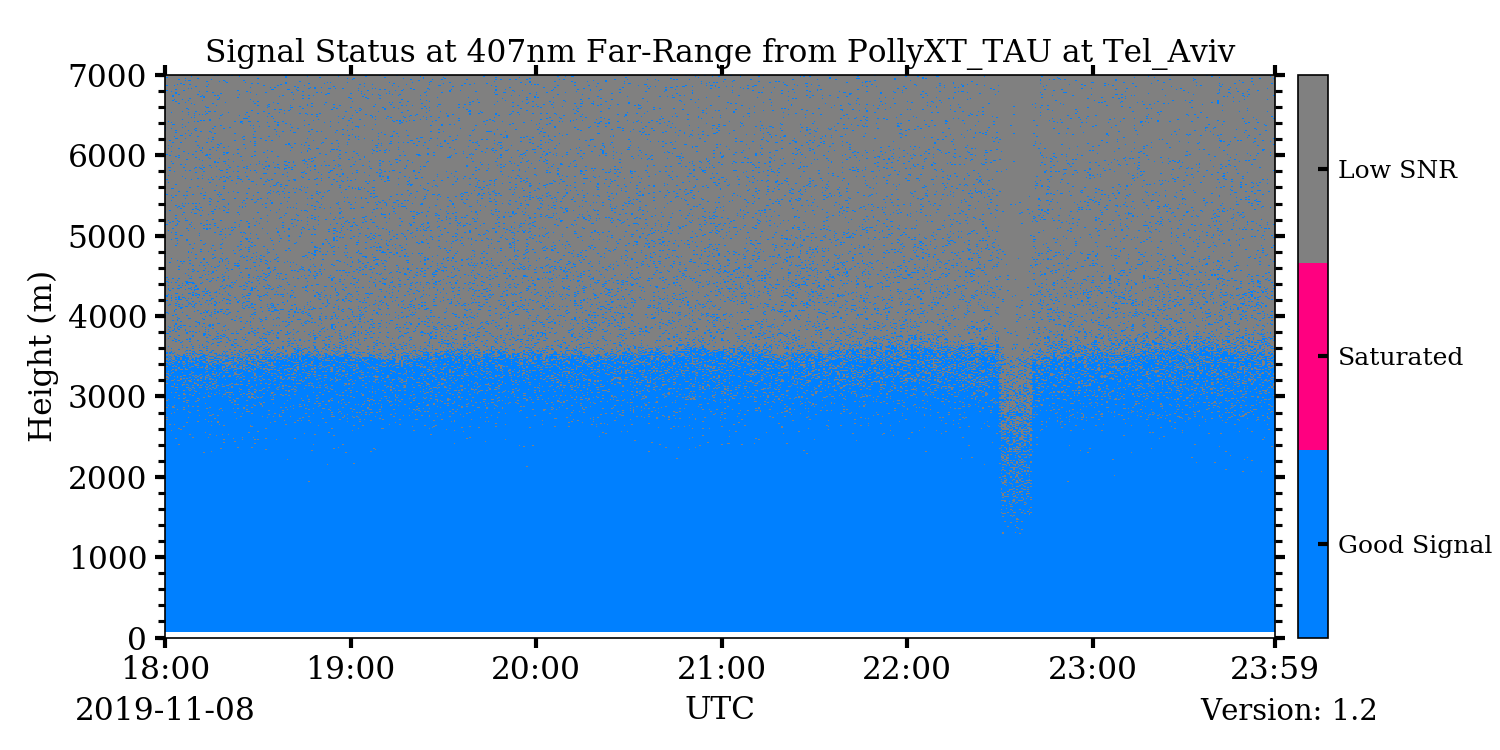 Signal Status at 407nm Far-Range from PollyXT_TAU at Tel_Aviv
7000
6000
5000
4000
3000
2000
1000
0
Height (m)
18:00
19:00
20:00
21:00
22:00
23:00
23:59
2019-11-08
UTC
Version: 1.2
Low SNR
Saturated
Good Signal